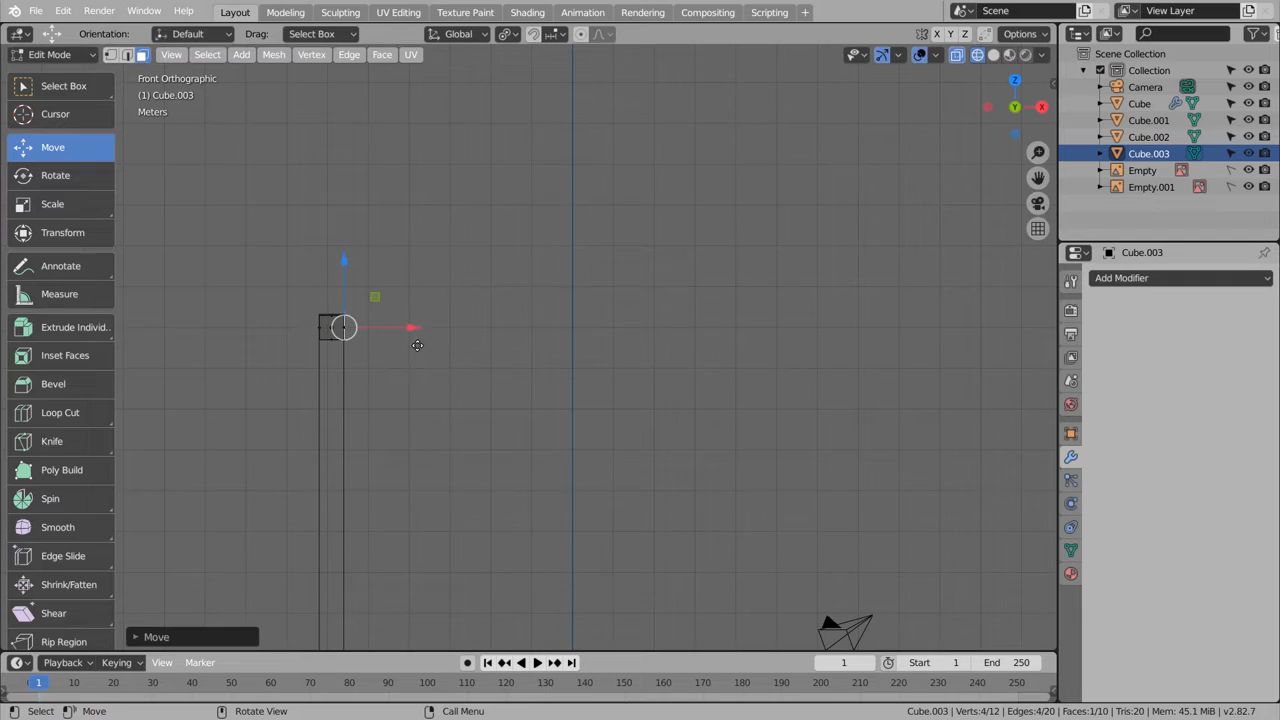 File Edit Render Window Help Layout Modeling Sculpting UV Editing Texture Paint Shading Animation Rendering Compositing Scripting + Scene View Layer
Orientation: Default Drag: Select Box Global X Y Z Options
Edit Mode View Select Add Mesh Vertex Edge Face UV
Front Orthographic
(1) Cube.003
Meters
Select Box
Cursor
Move
Rotate
Scale
Transform
Annotate
Measure
Extrude Individ..
Inset Faces
Bevel
Loop Cut
Knife
Poly Build
Spin
Smooth
Edge Slide
Shrink/Fatten
Shear
Rip Region
Z
Y
X
Move
Scene Collection
Collection
Camera
Cube
Cube.001
Cube.002
Cube.003
Empty
Empty.001
Cube.003
Add Modifier
Playback Keying View Marker 1 Start 1 End 250
1 10 20 30 40 50 60 70 80 90 100 110 120 130 140 150 160 170 180 190 200 210 220 230 240 250
Select Move Rotate View Call Menu Cube.003 | Verts:4/12 | Edges:4/20 | Faces:1/10 | Tris:20 | Mem: 45.1 MiB | v2.82.7